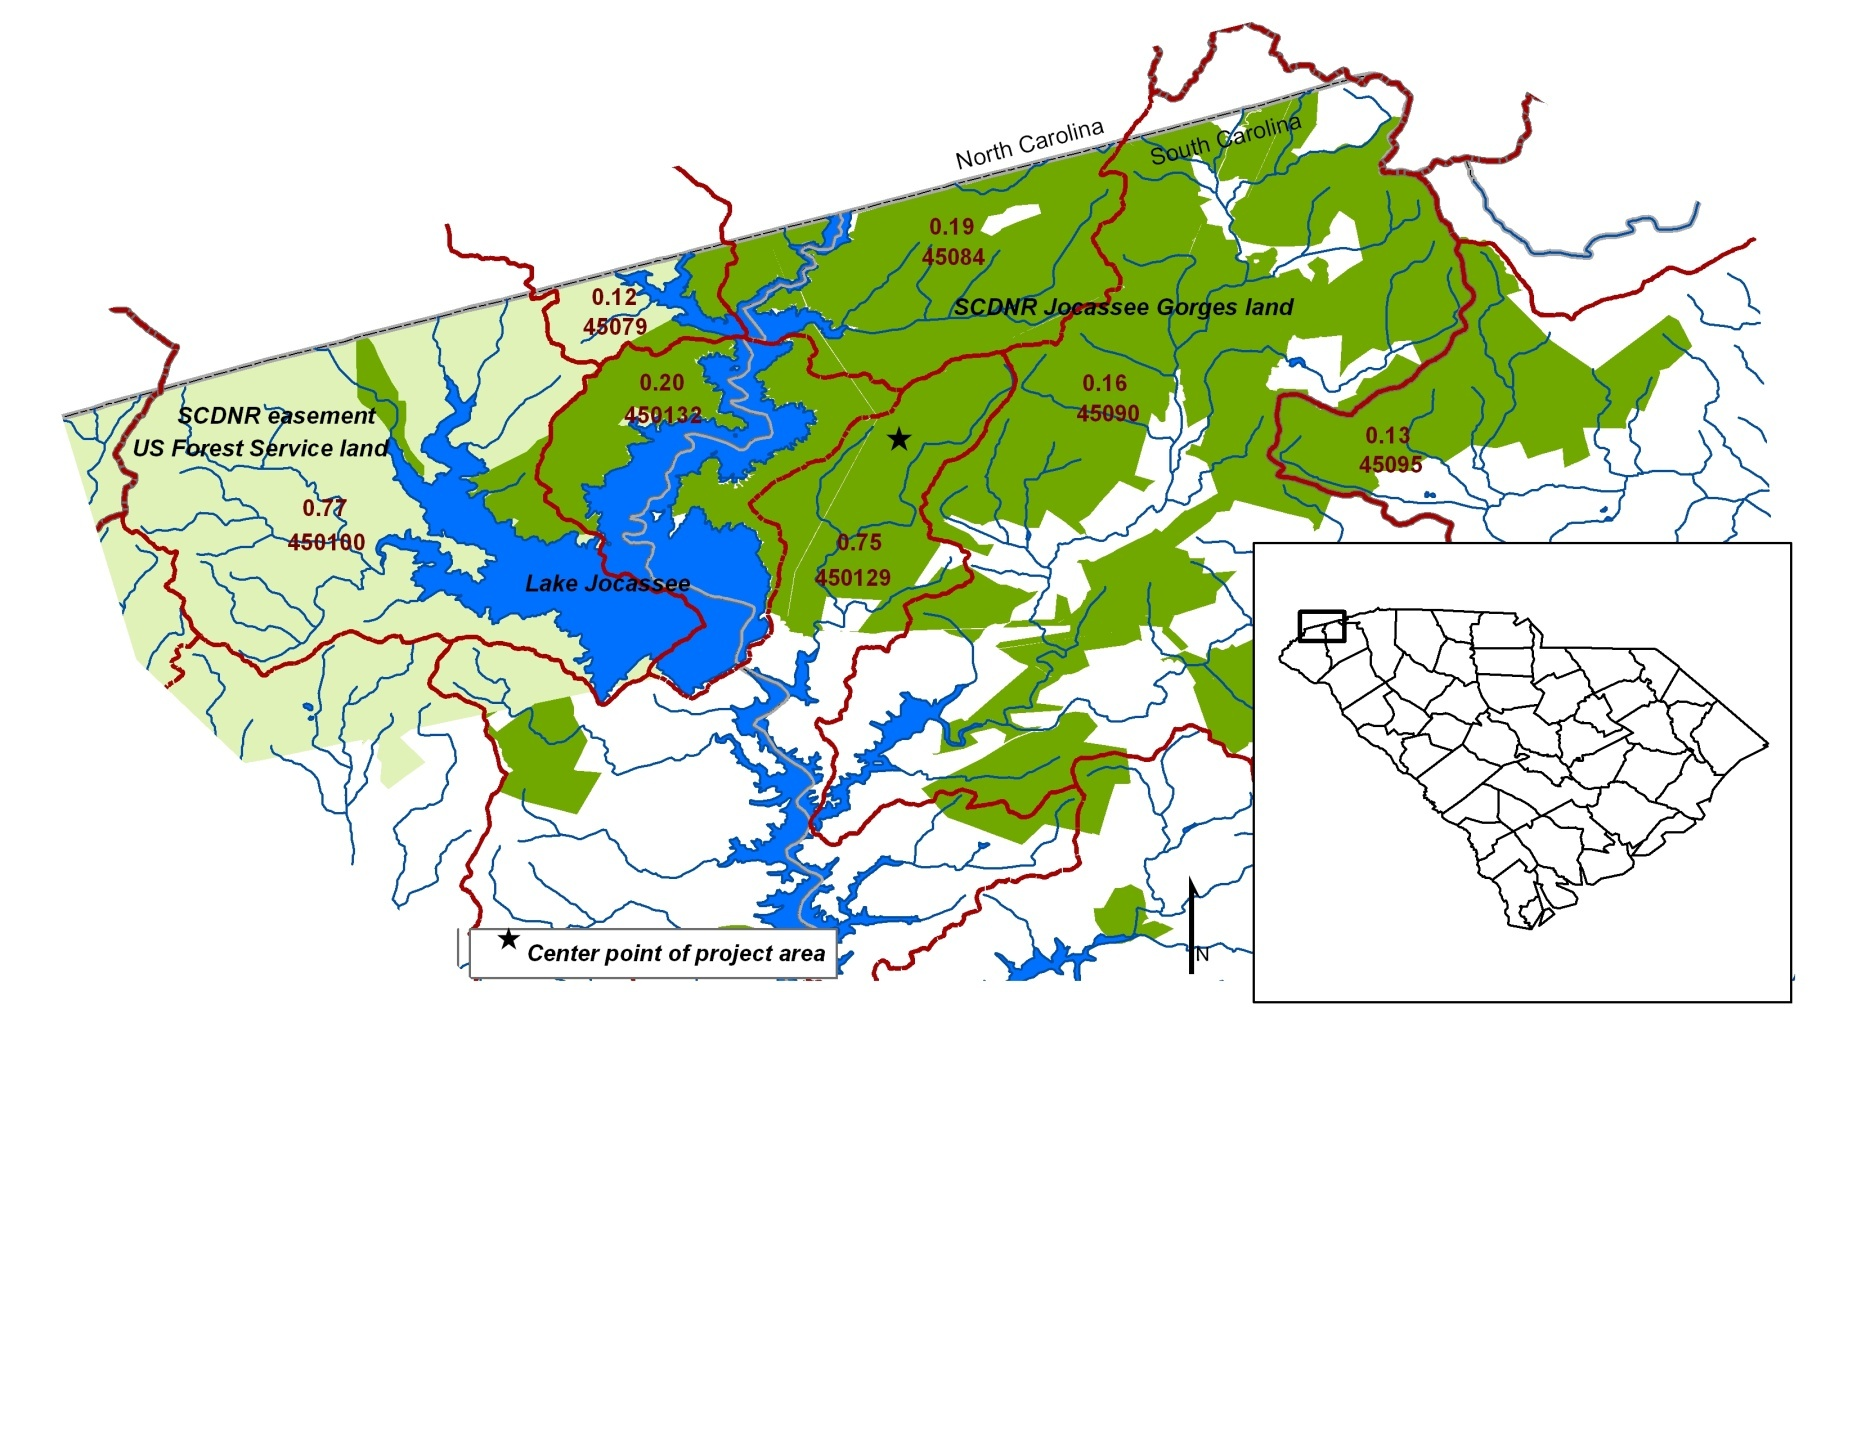 North Carolina
South Carolina
0.19
45084
0.12
45079
SCDNR Jocassee Gorges land
0.20
450132
0.16
45090
SCDNR easement
US Forest Service land
0.13
45095
0.77
450100
0.75
450129
Lake Jocassee
Center point of project area
N